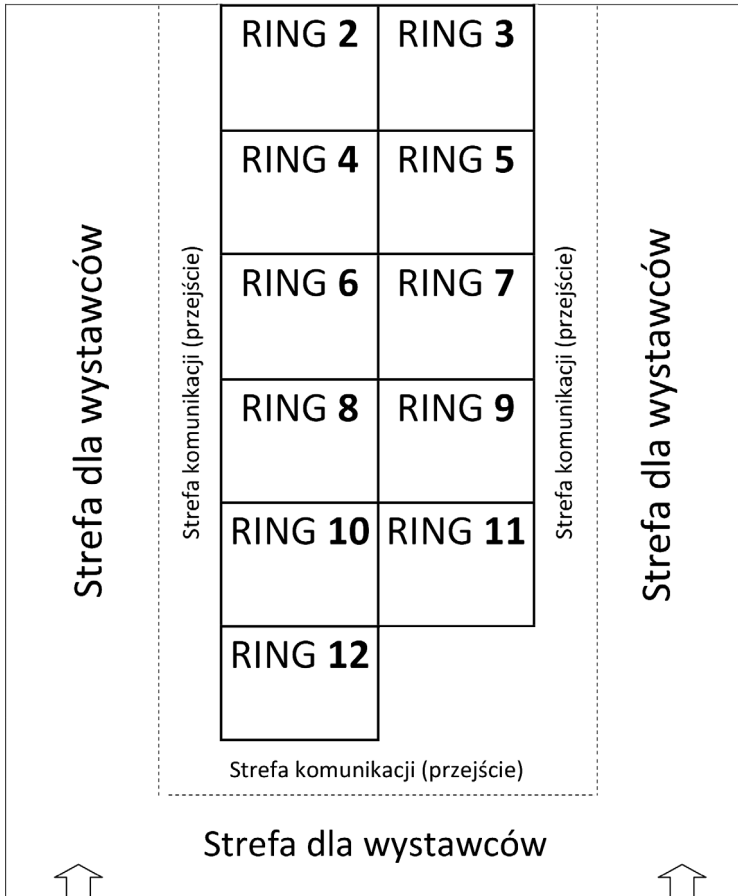 RING 2
RING 3
RING 4
RING 5
RING 6
RING 7
RING 8
RING 9
RING 10
RING 11
RING 12
Strefa dla wystawców
Strefa komunikacji (przejście)
Strefa komunikacji (przejście)
Strefa dla wystawców
Strefa komunikacji (przejście)
Strefa dla wystawców